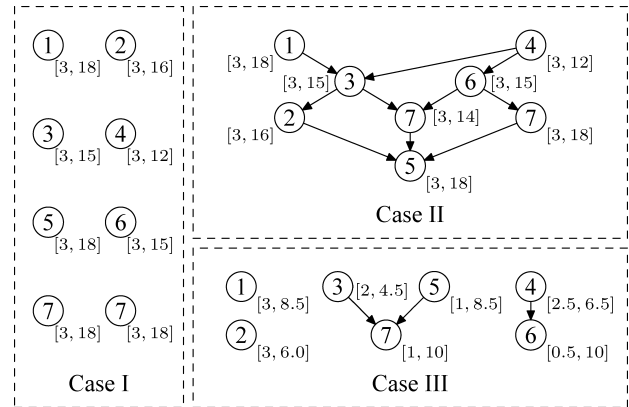 1 2
[3, 18] [3, 16]
3 4
[3, 15] [3, 12]
5 6
[3, 18] [3, 15]
7 7
[3, 18] [3, 18]
Case I
1 4
[3, 18] [3, 12]
[3, 15] 3 6 [3, 15]
2 7 [3, 14] 7
[3, 16] [3, 18]
5
[3, 18]
Case II
1 3 [2, 4.5] 5 4
[3, 8.5] [1, 8.5] [2.5, 6.5]
2 7 6
[3, 6.0] [1, 10] [0.5, 10]
Case III